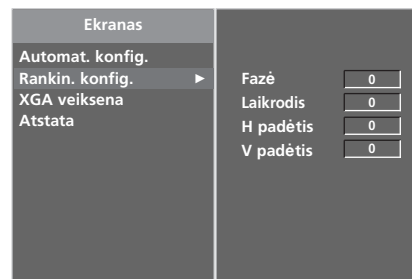 Ekranas
Automat. konfig.
Rankin. konfig. ►
XGA veiksena
Atstata
Fazė 0
Laikrodis 0
H padėtis 0
V padėtis 0